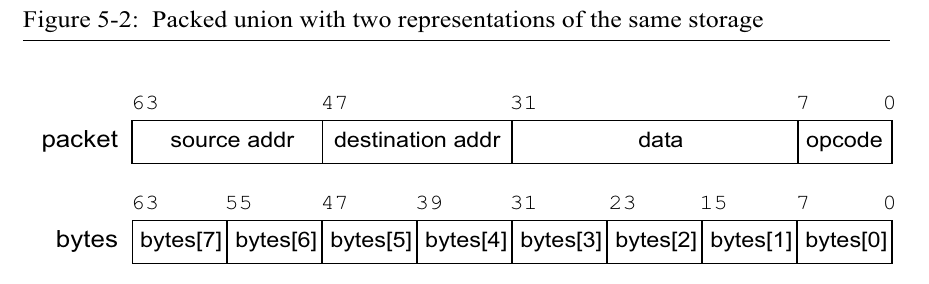 Figure 5-2: Packed union with two representations of the same storage
63 47 31 7 0
packet source addr destination addr data opcode
63 55 47 39 31 23 15 7 0
bytes bytes[7] bytes[6] bytes[5] bytes[4] bytes[3] bytes[2] bytes[1] bytes[0]